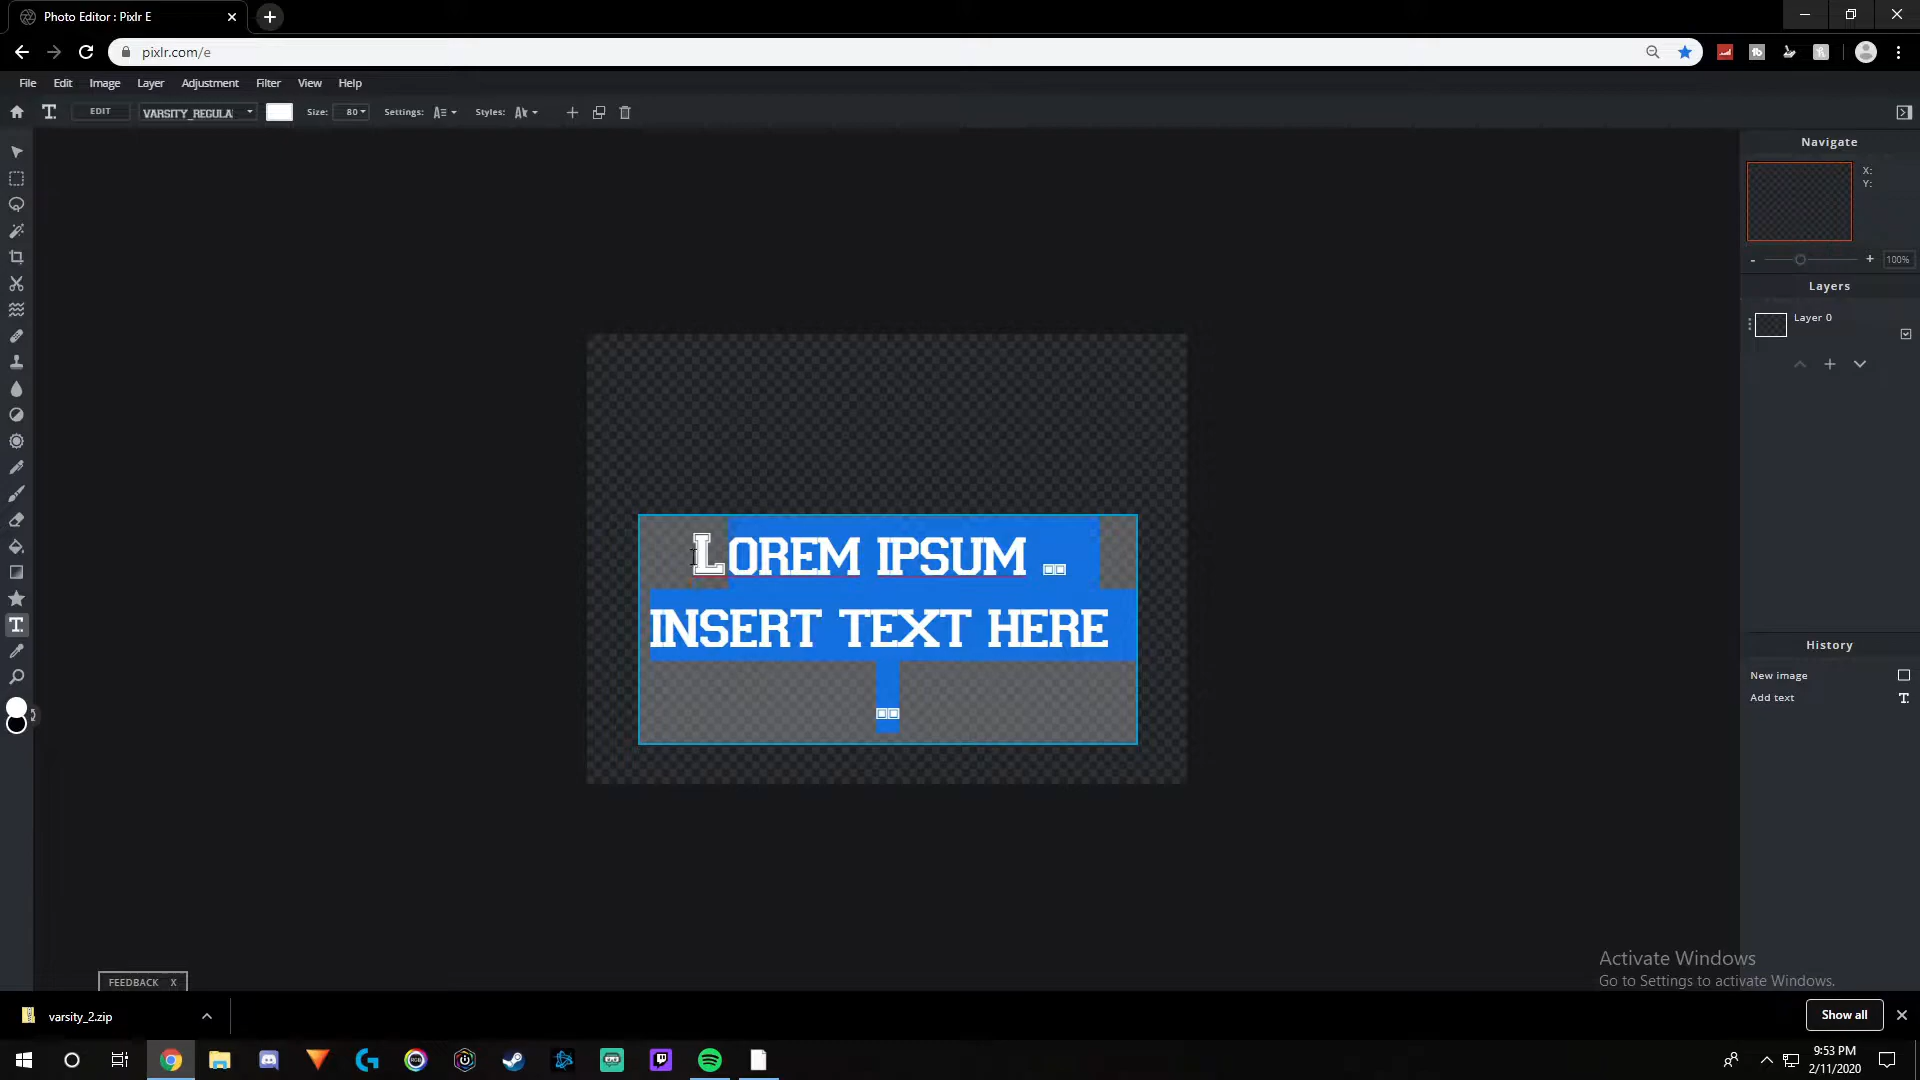 Photo Editor : Pixlr E
pixlr.com/e
File Edit Image Layer Adjustment Filter View Help
EDIT VARSITY_REGULA Size: 80 Settings: Styles:
Navigate
X:
Y:
- + 100%
Layers
Layer 0
LOREM IPSUM
INSERT TEXT HERE
History
New image
Add text
Activate Windows
Go to Settings to activate Windows.
FEEDBACK X
varsity_2.zip
Show all
9:53 PM
2/11/2020